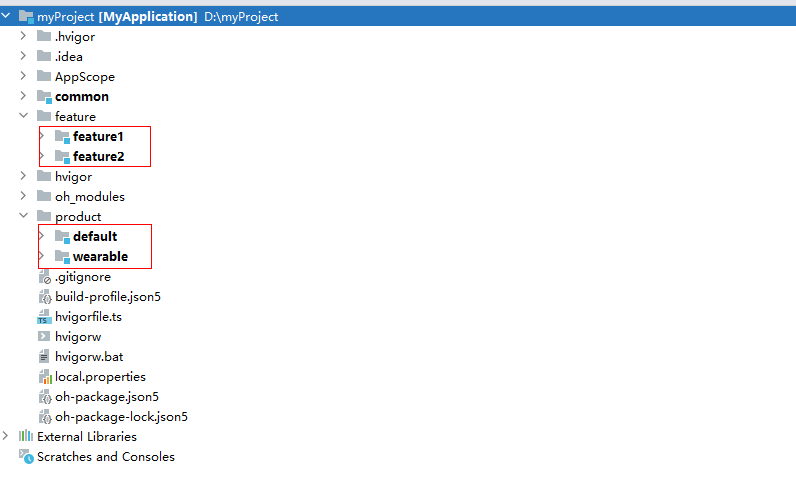 myProject [MyApplication] D:\myProject
.hvigor
.idea
AppScope
common
feature
feature1
feature2
hvigor
oh_modules
product
default
wearable
.gitignore
build-profile.json5
hvigorfile.ts
hvigorw
hvigorw.bat
local.properties
oh-package.json5
oh-package-lock.json5
External Libraries
Scratches and Consoles